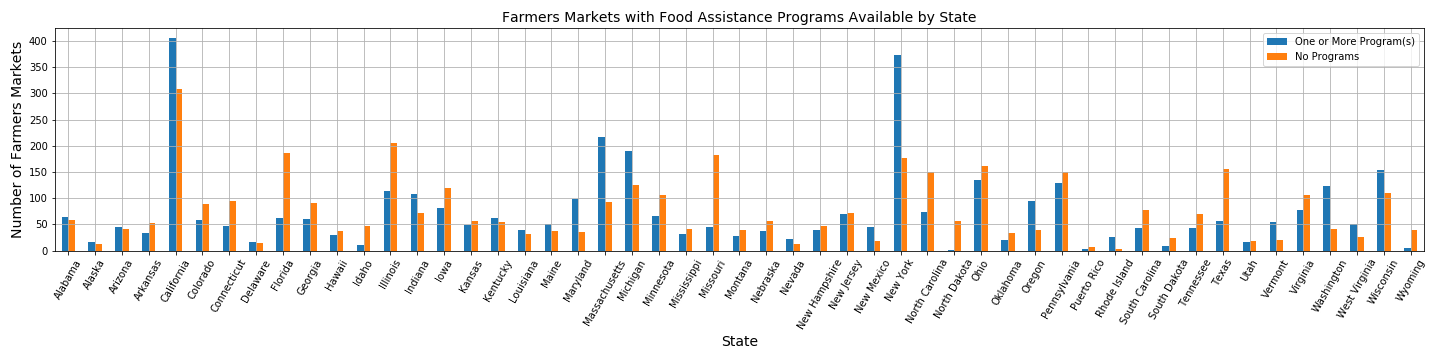 Farmers Markets with Food Assistance Programs Available by State
One or More Program(s)
No Programs
Number of Farmers Markets
400
350
300
250
200
150
100
50
0
Alabama
Alaska
Arizona
Arkansas
California
Colorado
Connecticut
Delaware
Florida
Georgia
Hawaii
Idaho
Illinois
Indiana
Iowa
Kansas
Kentucky
Louisiana
Maine
Maryland
Massachusetts
Michigan
Minnesota
Mississippi
Missouri
Montana
Nebraska
Nevada
New Hampshire
New Jersey
New Mexico
New York
North Carolina
North Dakota
Ohio
Oklahoma
Oregon
Pennsylvania
Puerto Rico
Rhode Island
South Carolina
South Dakota
Tennessee
Texas
Utah
Vermont
Virginia
Washington
West Virginia
Wisconsin
Wyoming
State